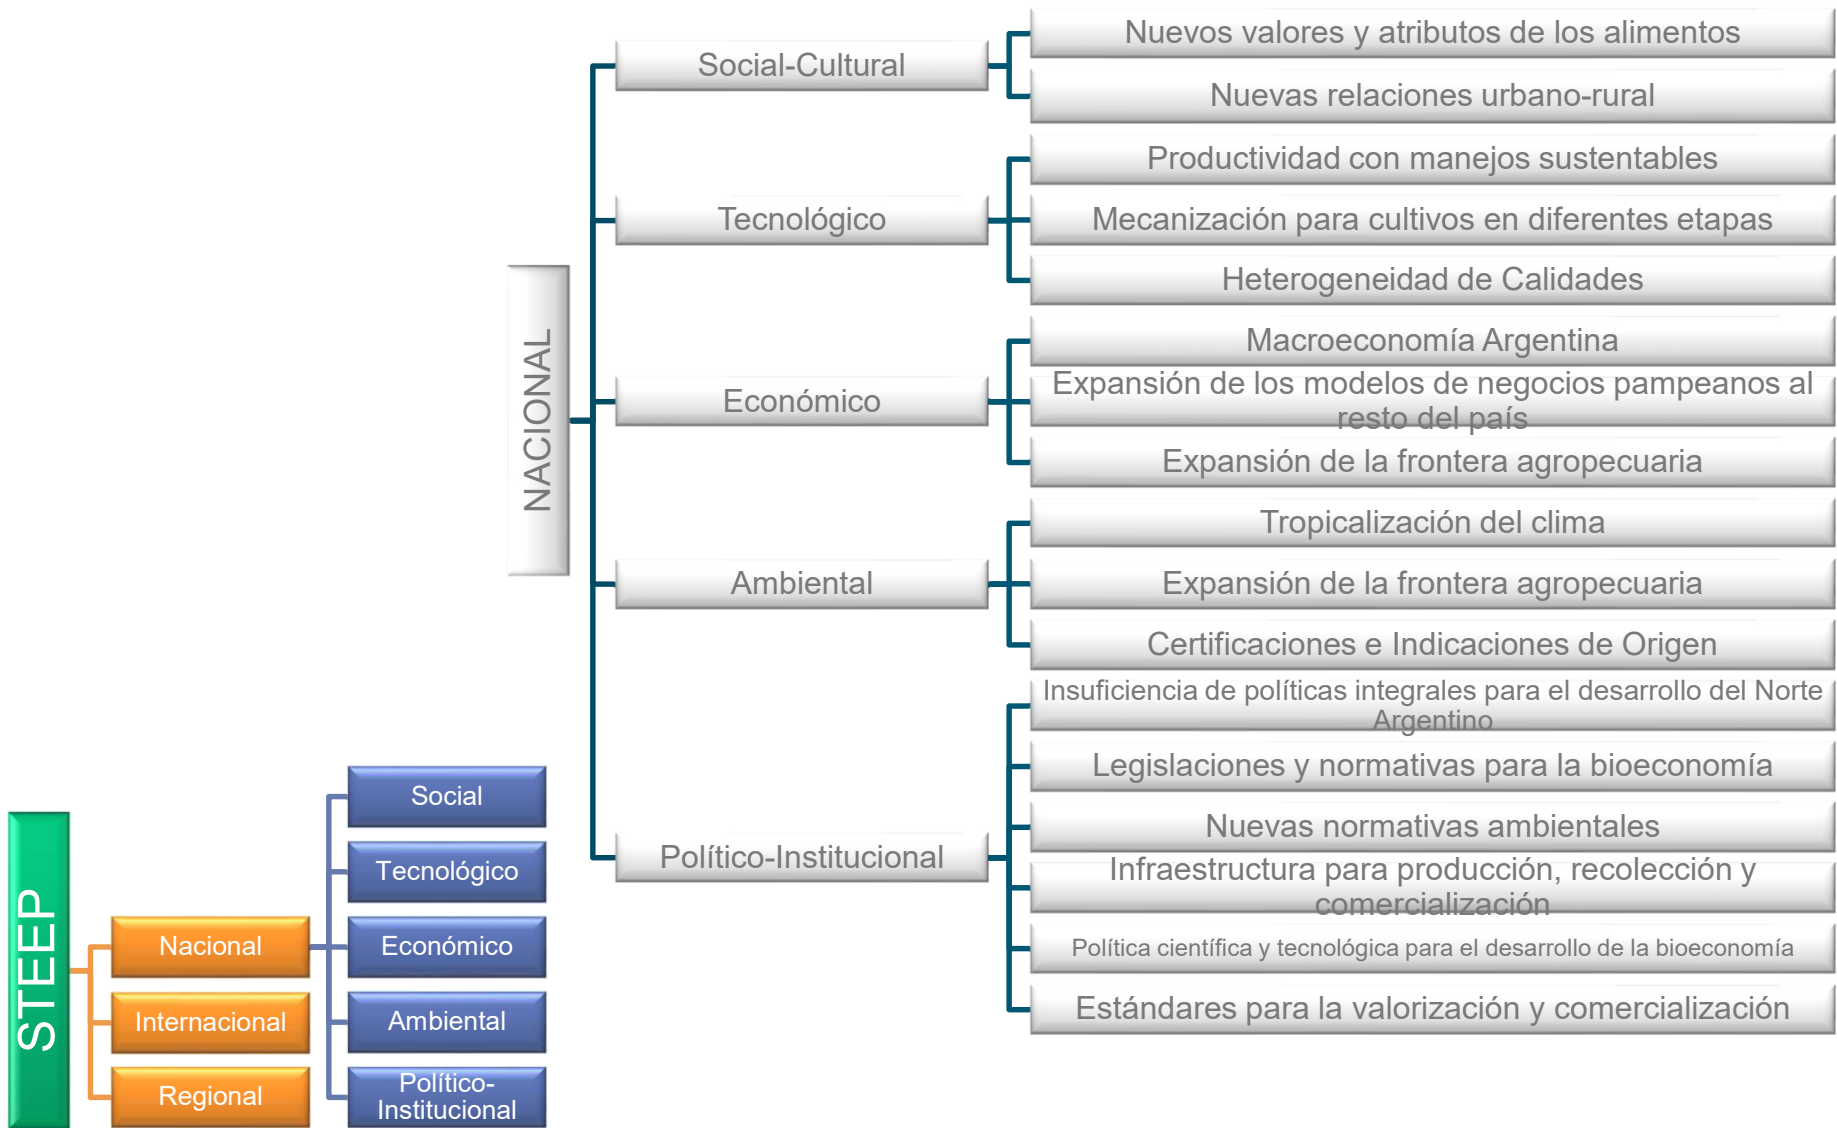 NACIONAL
Social-Cultural
Nuevos valores y atributos de los alimentos
Nuevas relaciones urbano-rural
Tecnológico
Productividad con manejos sustentables
Mecanización para cultivos en diferentes etapas
Heterogeneidad de Calidades
Económico
Macroeconomía Argentina
Expansión de los modelos de negocios pampeanos al
resto del país
Expansión de la frontera agropecuaria
Ambiental
Tropicalización del clima
Expansión de la frontera agropecuaria
Certificaciones e Indicaciones de Origen
Político-Institucional
Insuficiencia de políticas integrales para el desarrollo del Norte
Argentino
Legislaciones y normativas para la bioeconomía
Nuevas normativas ambientales
Infraestructura para producción, recolección y
comercialización
Política científica y tecnológica para el desarrollo de la bioeconomía
Estándares para la valorización y comercialización
STEEP
Nacional
Internacional
Regional
Social
Tecnológico
Económico
Ambiental
Político-
Institucional